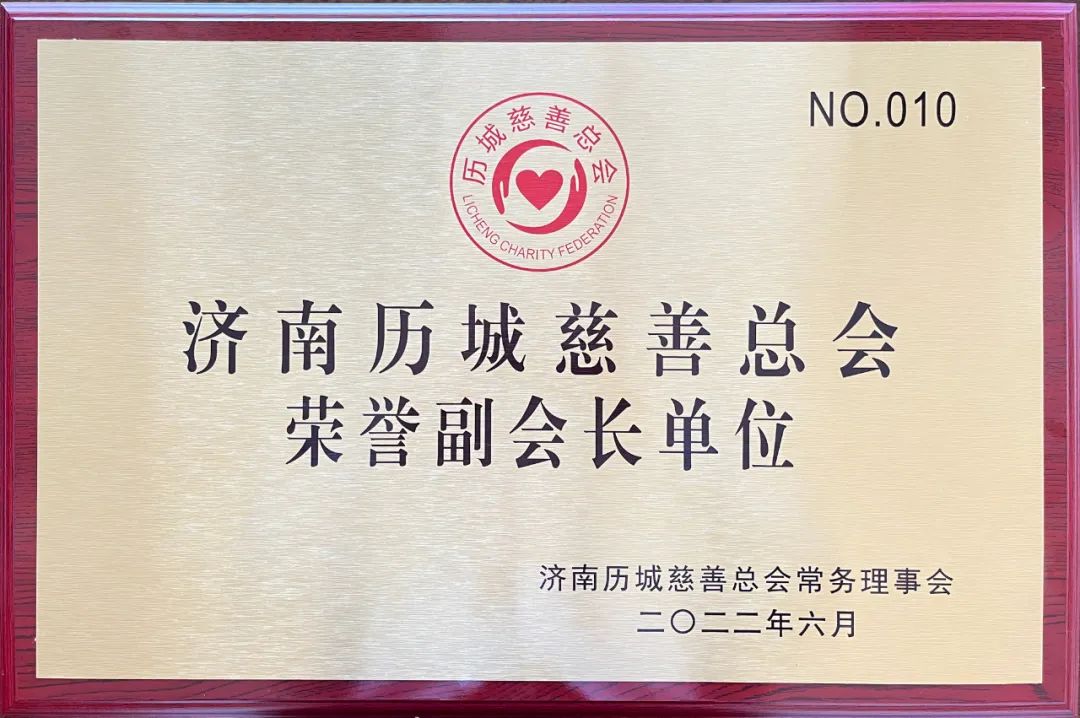 NO.010
历城慈善总会
LICHENG CHARITY FEDERATION
济南历城慈善总会
荣誉副会长单位
济南历城慈善总会常务理事会
二〇二二年六月